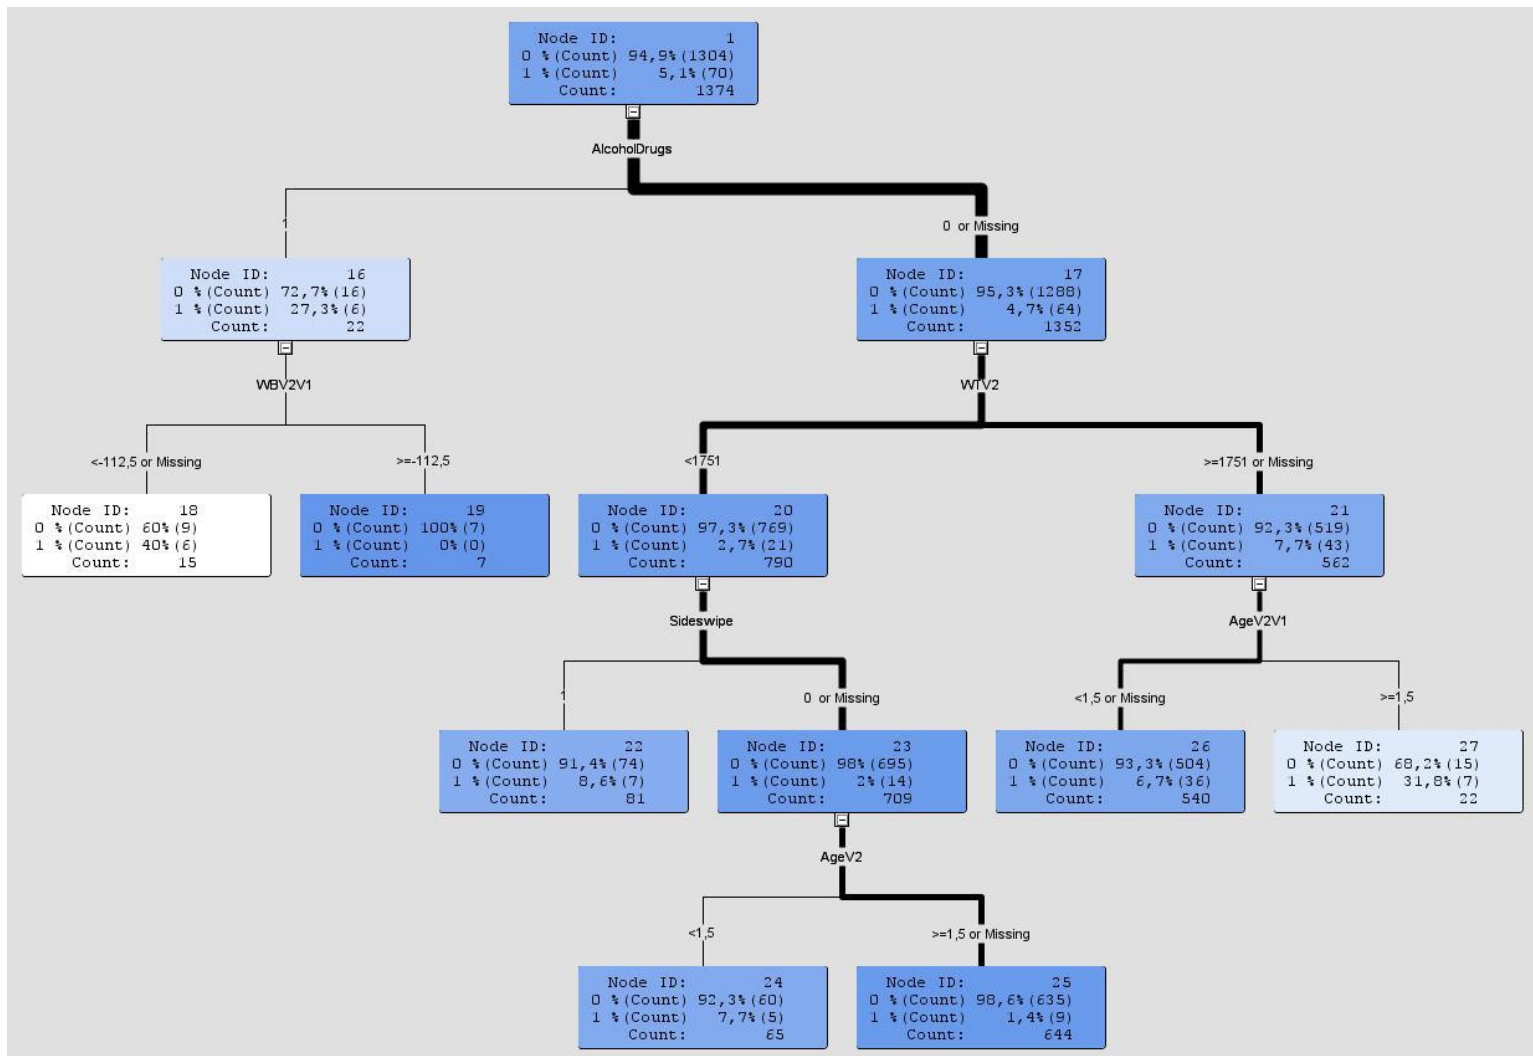 Node ID: 1
0 %(Count) 94,9%(1304)
1 %(Count) 5,1%(70)
Count: 1374
AlcoholDrugs
1
0 or Missing
Node ID: 16
0 %(Count) 72,7%(16)
1 %(Count) 27,3%(6)
Count: 22
Node ID: 17
0 %(Count) 95,3%(1288)
1 %(Count) 4,7%(64)
Count: 1352
WBV2V1
WTV2
<-112,5 or Missing
>=-112,5
<1751
>=1751 or Missing
Node ID: 18
0 %(Count) 60%(9)
1 %(Count) 40%(6)
Count: 15
Node ID: 19
0 %(Count) 100%(7)
1 %(Count) 0%(0)
Count: 7
Node ID: 20
0 %(Count) 97,3%(769)
1 %(Count) 2,7%(21)
Count: 790
Node ID: 21
0 %(Count) 92,3%(519)
1 %(Count) 7,7%(43)
Count: 562
Sideswipe
AgeV2V1
1
0 or Missing
<1,5 or Missing
>=1,5
Node ID: 22
0 %(Count) 91,4%(74)
1 %(Count) 8,6%(7)
Count: 81
Node ID: 23
0 %(Count) 98%(695)
1 %(Count) 2%(14)
Count: 709
Node ID: 26
0 %(Count) 93,3%(504)
1 %(Count) 6,7%(36)
Count: 540
Node ID: 27
0 %(Count) 68,2%(15)
1 %(Count) 31,8%(7)
Count: 22
AgeV2
<1,5
>=1,5 or Missing
Node ID: 24
0 %(Count) 92,3%(60)
1 %(Count) 7,7%(5)
Count: 65
Node ID: 25
0 %(Count) 98,6%(635)
1 %(Count) 1,4%(9)
Count: 644